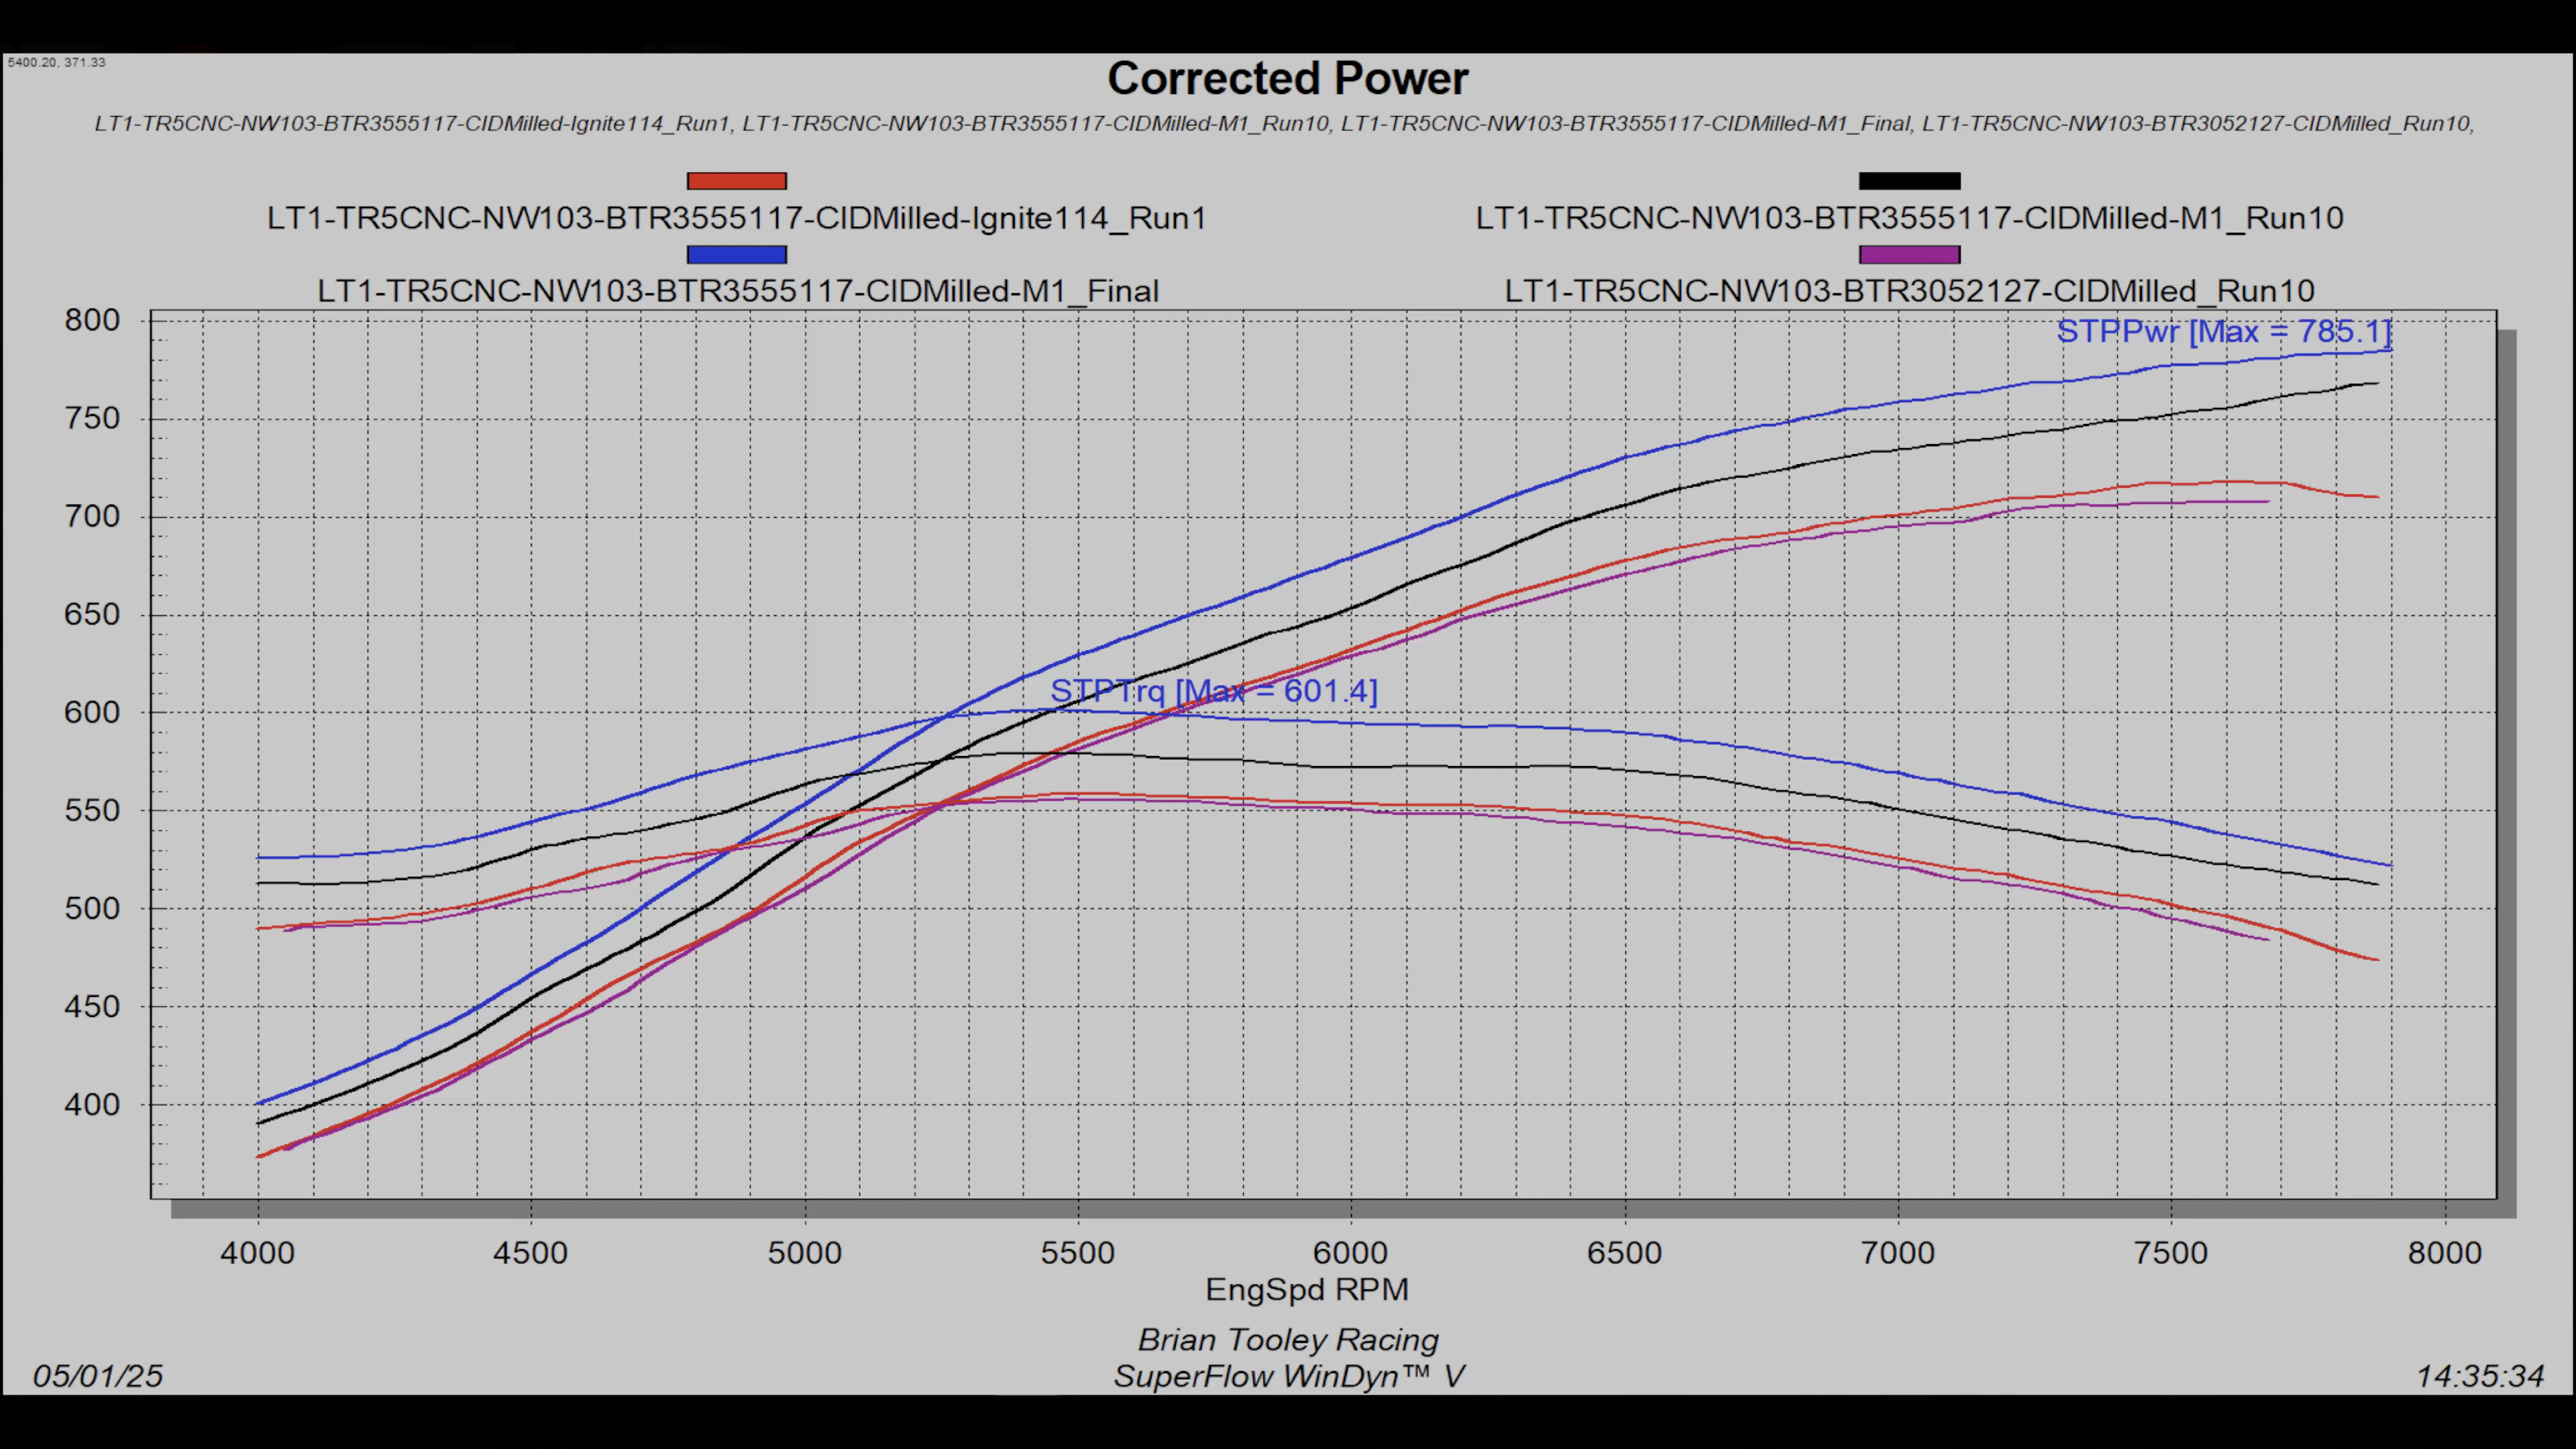 5400.20, 371.33
Corrected Power
LT1-TR5CNC-NW103-BTR3555117-CIDMilled-Ignite114_Run1, LT1-TR5CNC-NW103-BTR3555117-CIDMilled-M1_Run10, LT1-TR5CNC-NW103-BTR3555117-CIDMilled-M1_Final, LT1-TR5CNC-NW103-BTR3052127-CIDMilled_Run10,
LT1-TR5CNC-NW103-BTR3555117-CIDMilled-Ignite114_Run1
LT1-TR5CNC-NW103-BTR3555117-CIDMilled-M1_Run10
LT1-TR5CNC-NW103-BTR3555117-CIDMilled-M1_Final
LT1-TR5CNC-NW103-BTR3052127-CIDMilled_Run10
800
STPPwr [Max = 785.1]
750
700
650
STPTrq [Max = 601.4]
600
550
500
450
400
4000 4500 5000 5500 6000 6500 7000 7500 8000
EngSpd RPM
Brian Tooley Racing
05/01/25
SuperFlow WinDyn™ V
14:35:34